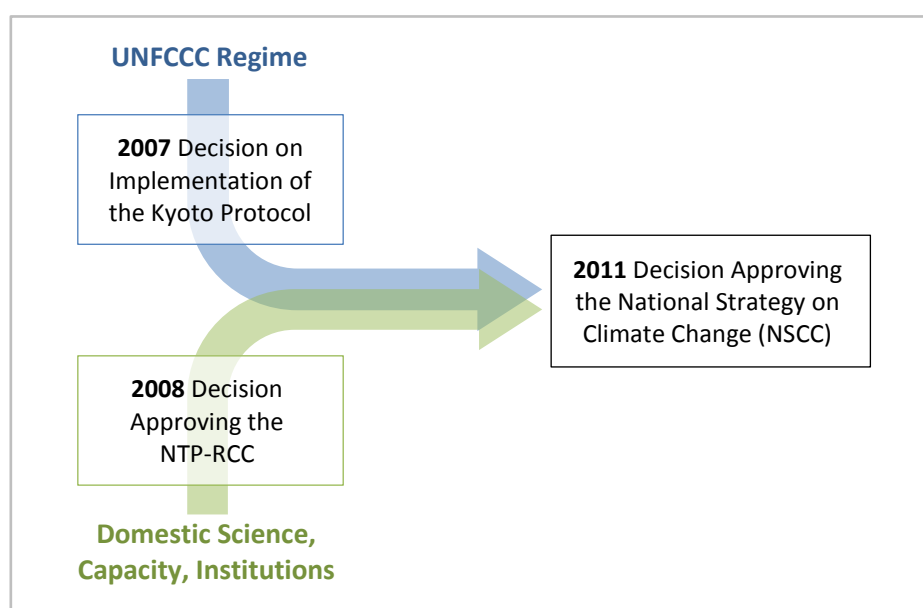 UNFCCC Regime
2007 Decision on
Implementation of
the Kyoto Protocol
2011 Decision Approving
the National Strategy on
Climate Change (NSCC)
2008 Decision
Approving the
NTP-RCC
Domestic Science,
Capacity, Institutions